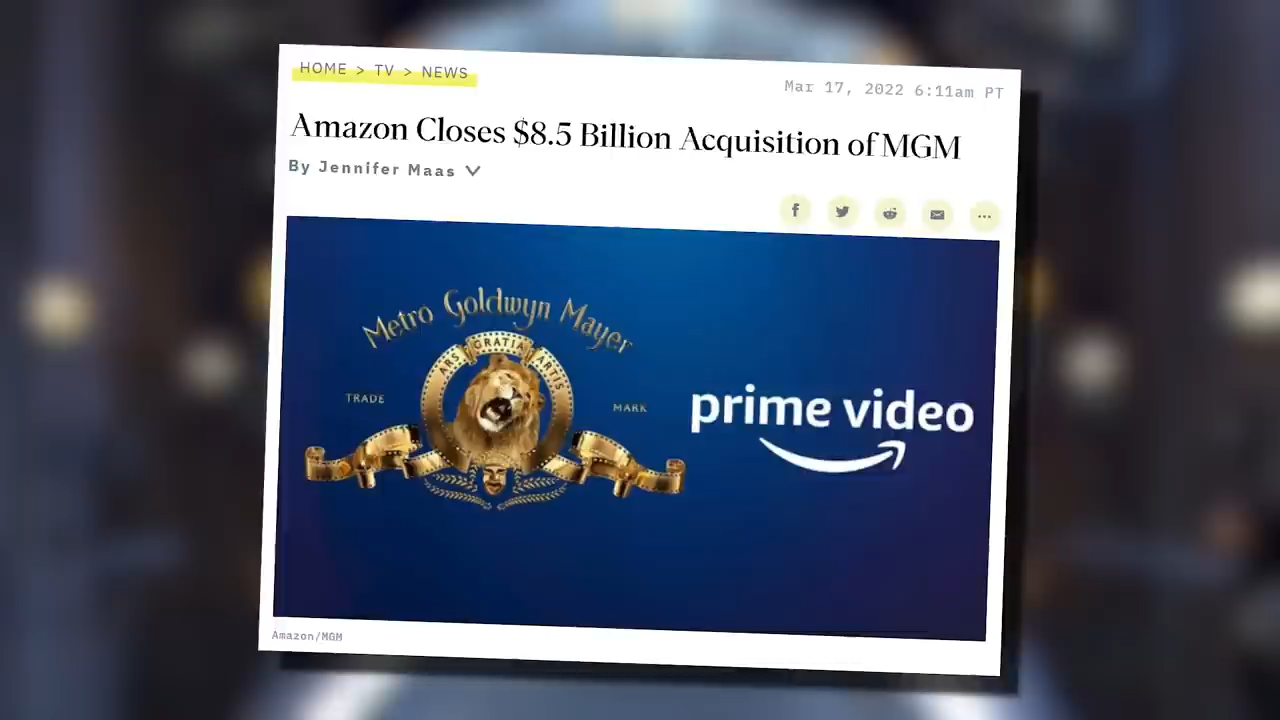 HOME > TV > NEWS
Mar 17, 2022 6:11am PT
Amazon Closes $8.5 Billion Acquisition of MGM
By Jennifer Maas
Metro Goldwyn Mayer
ARS GRATIA ARTIS
TRADE MARK
prime video
Amazon/MGM